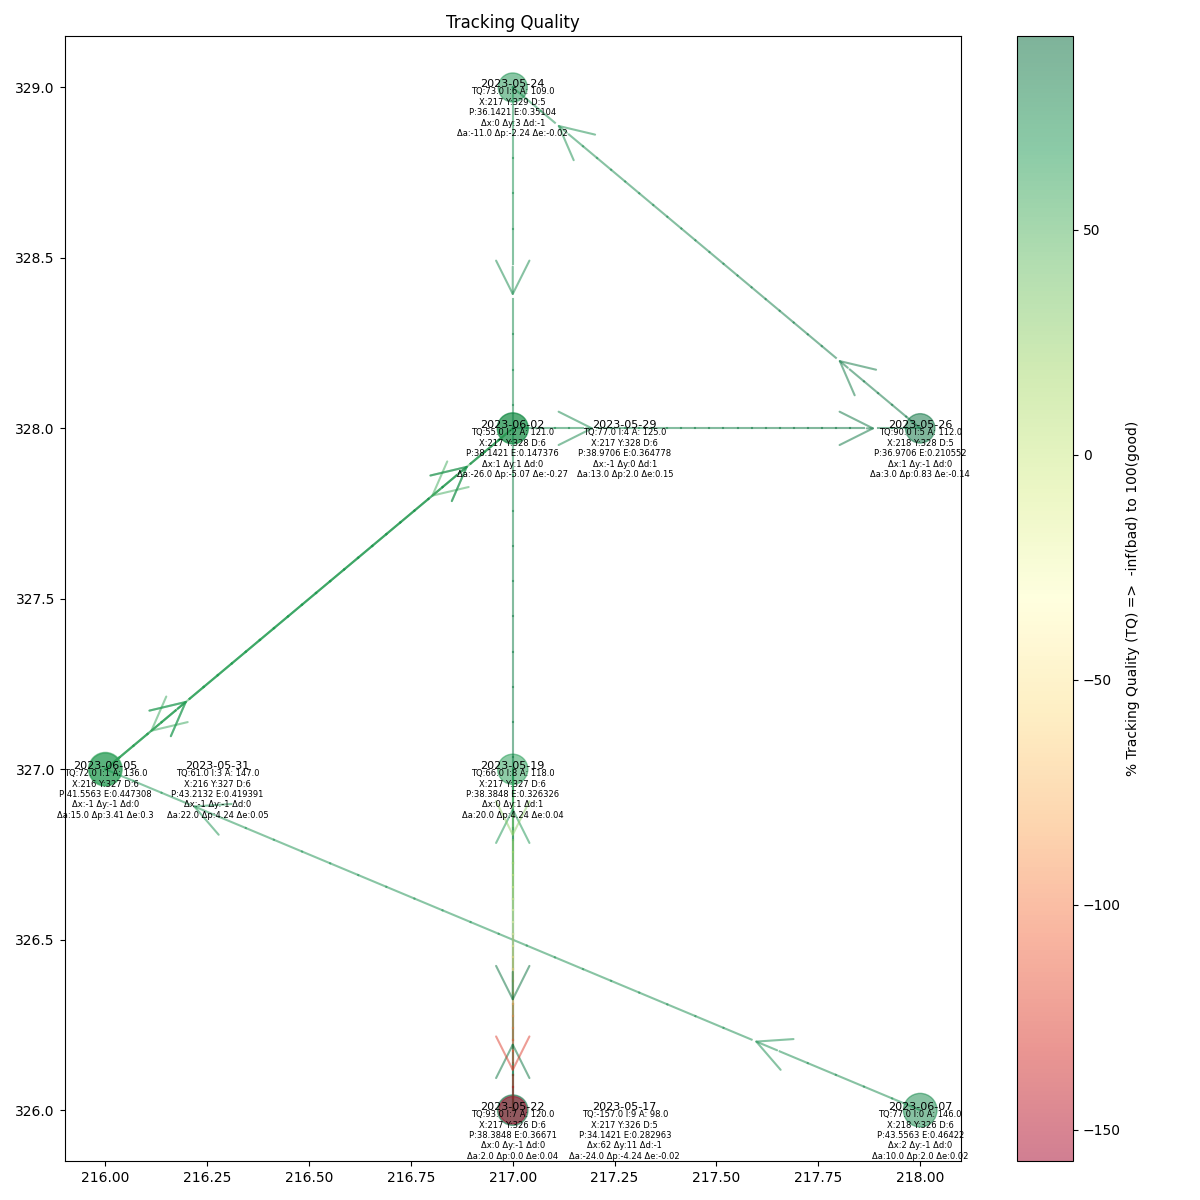 Tracking Quality
329.0
328.5
328.0
327.5
327.0
326.5
326.0
2023-05-24
TQ:73.0 I:6 A: 109.0
X:217 Y:329 D:5
P:36.1421 E:0.35104
Δx:0 Δy:3 Δd:-1
Δa:-11.0 Δp:-2.24 Δe:-0.02
2023-06-02
TQ:55.0 I:2 A: 121.0
X:217 Y:328 D:6
P:38.1421 E:0.147376
Δx:1 Δy:1 Δd:0
Δa:-26.0 Δp:-5.07 Δe:-0.27
2023-05-29
TQ:77.0 I:4 A: 125.0
X:217 Y:328 D:6
P:38.9706 E:0.364778
Δx:-1 Δy:0 Δd:1
Δa:13.0 Δp:2.0 Δe:0.15
2023-05-26
TQ:90.0 I:5 A: 112.0
X:218 Y:328 D:5
P:36.9706 E:0.210552
Δx:1 Δy:-1 Δd:0
Δa:3.0 Δp:0.83 Δe:-0.14
2023-06-05
TQ:72.0 I:1 A: 136.0
X:216 Y:327 D:6
P:41.5563 E:0.447308
Δx:-1 Δy:-1 Δd:0
Δa:15.0 Δp:3.41 Δe:0.3
2023-05-31
TQ:61.0 I:3 A: 147.0
X:216 Y:327 D:6
P:43.2132 E:0.419391
Δx:-1 Δy:-1 Δd:0
Δa:22.0 Δp:4.24 Δe:0.05
2023-05-19
TQ:66.0 I:8 A: 118.0
X:217 Y:327 D:6
P:38.3848 E:0.326326
Δx:0 Δy:1 Δd:1
Δa:20.0 Δp:4.24 Δe:0.04
2023-05-22
TQ:93.0 I:7 A: 120.0
X:217 Y:326 D:6
P:38.3848 E:0.36671
Δx:0 Δy:-1 Δd:0
Δa:2.0 Δp:0.0 Δe:0.04
2023-05-17
TQ:-157.0 I:9 A: 98.0
X:217 Y:326 D:5
P:34.1421 E:0.282963
Δx:62 Δy:11 Δd:-1
Δa:-24.0 Δp:-4.24 Δe:-0.02
2023-06-07
TQ:77.0 I:0 A: 146.0
X:218 Y:326 D:6
P:43.5563 E:0.46422
Δx:2 Δy:-1 Δd:0
Δa:10.0 Δp:2.0 Δe:0.02
216.00 216.25 216.50 216.75 217.00 217.25 217.50 217.75 218.00
50
0
−50
−100
−150
% Tracking Quality (TQ) => -inf(bad) to 100(good)